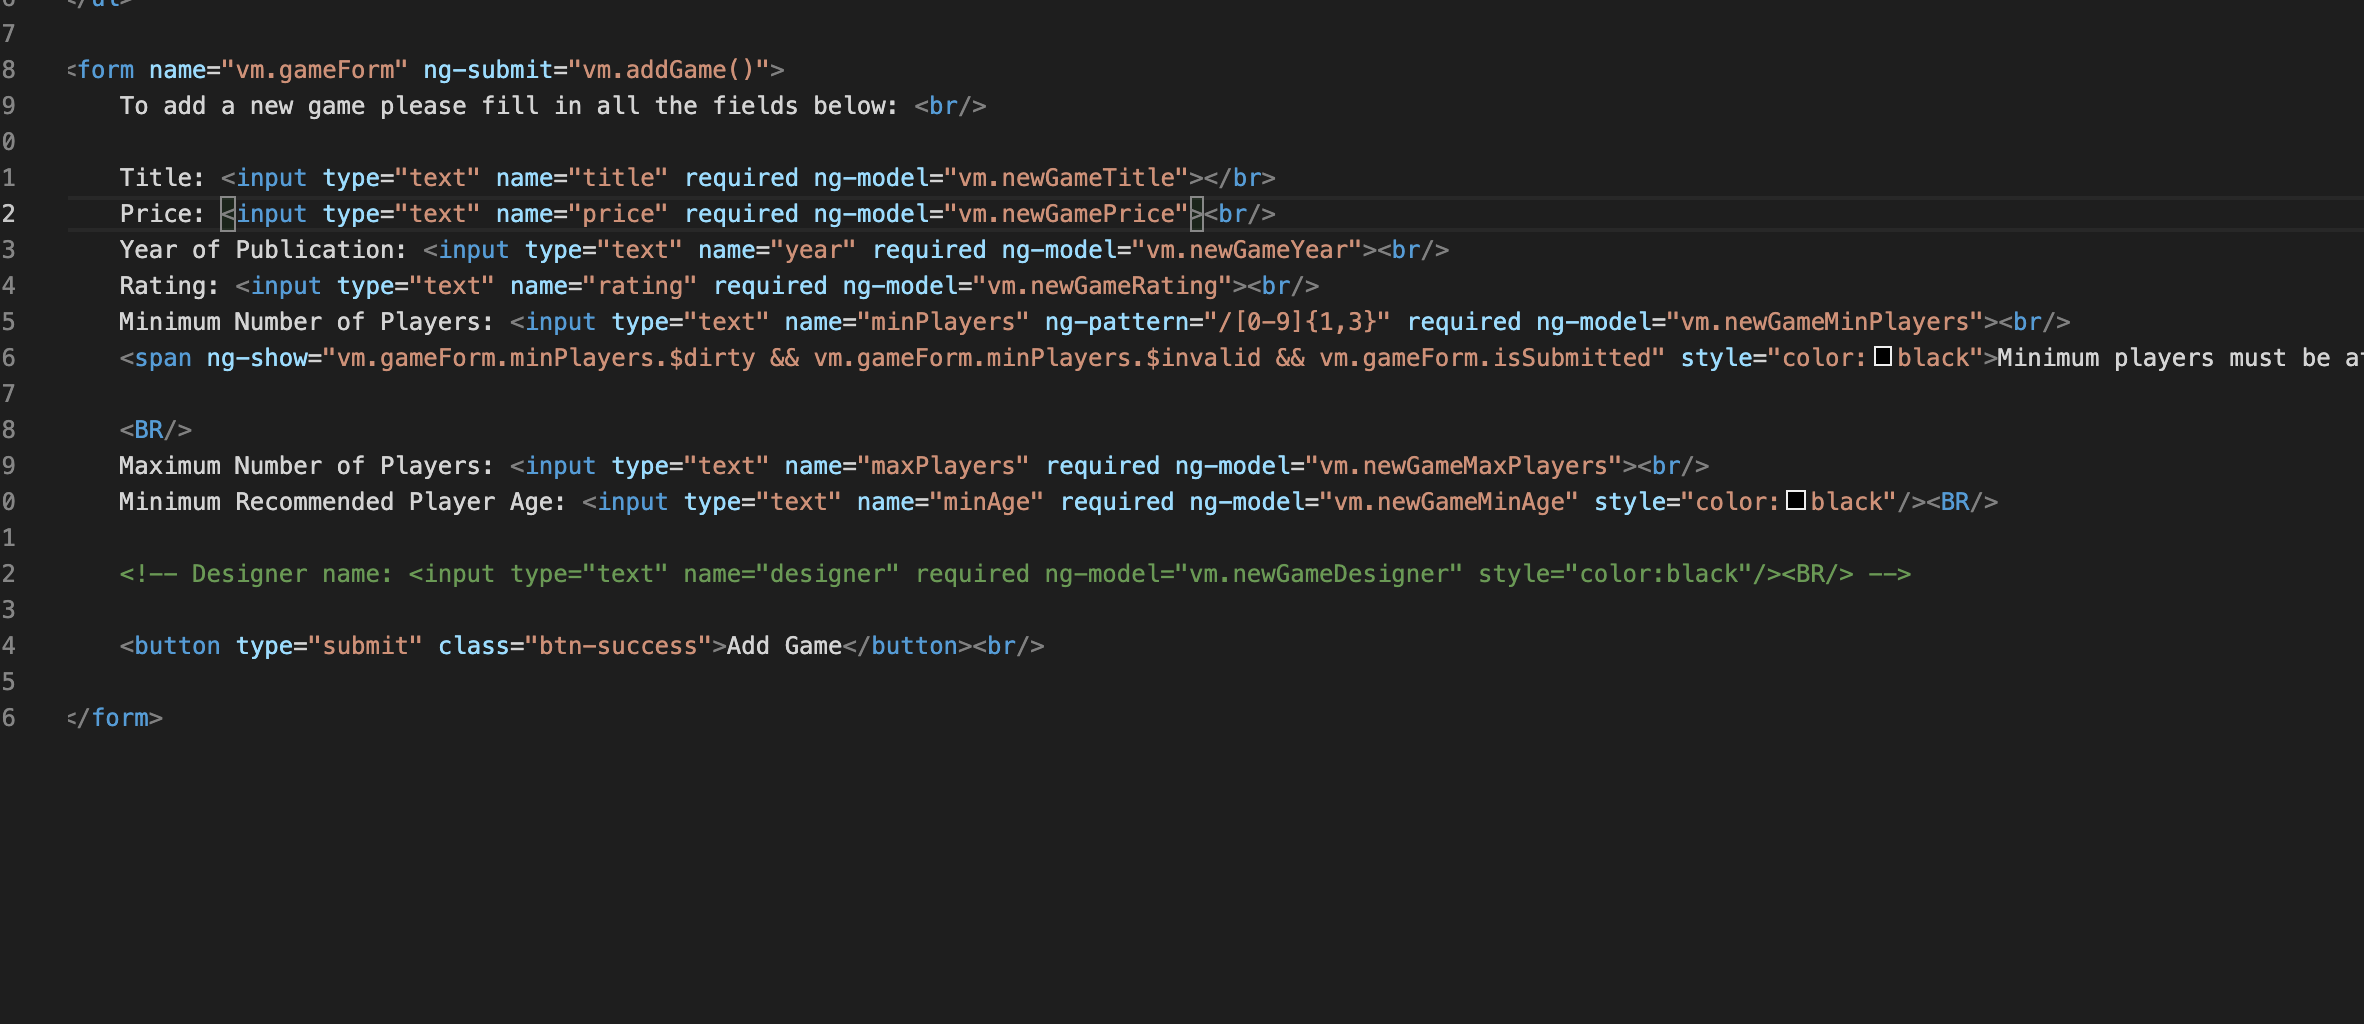 6 </ul>
7
8 <form name="vm.gameForm" ng-submit="vm.addGame()">
9 To add a new game please fill in all the fields below: <br/>
0
1 Title: <input type="text" name="title" required ng-model="vm.newGameTitle"></br>
2 Price: <input type="text" name="price" required ng-model="vm.newGamePrice"><br/>
3 Year of Publication: <input type="text" name="year" required ng-model="vm.newGameYear"><br/>
4 Rating: <input type="text" name="rating" required ng-model="vm.newGameRating"><br/>
5 Minimum Number of Players: <input type="text" name="minPlayers" ng-pattern="/[0-9]{1,3}" required ng-model="vm.newGameMinPlayers"><br/>
6 <span ng-show="vm.gameForm.minPlayers.$dirty && vm.gameForm.minPlayers.$invalid && vm.gameForm.isSubmitted" style="color:black">Minimum players must be
7
8 <BR/>
9 Maximum Number of Players: <input type="text" name="maxPlayers" required ng-model="vm.newGameMaxPlayers"><br/>
0 Minimum Recommended Player Age: <input type="text" name="minAge" required ng-model="vm.newGameMinAge" style="color:black"/><BR/>
1
2 <!-- Designer name: <input type="text" name="designer" required ng-model="vm.newGameDesigner" style="color:black"/><BR/> -->
3
4 <button type="submit" class="btn-success">Add Game</button><br/>
5
6 </form>